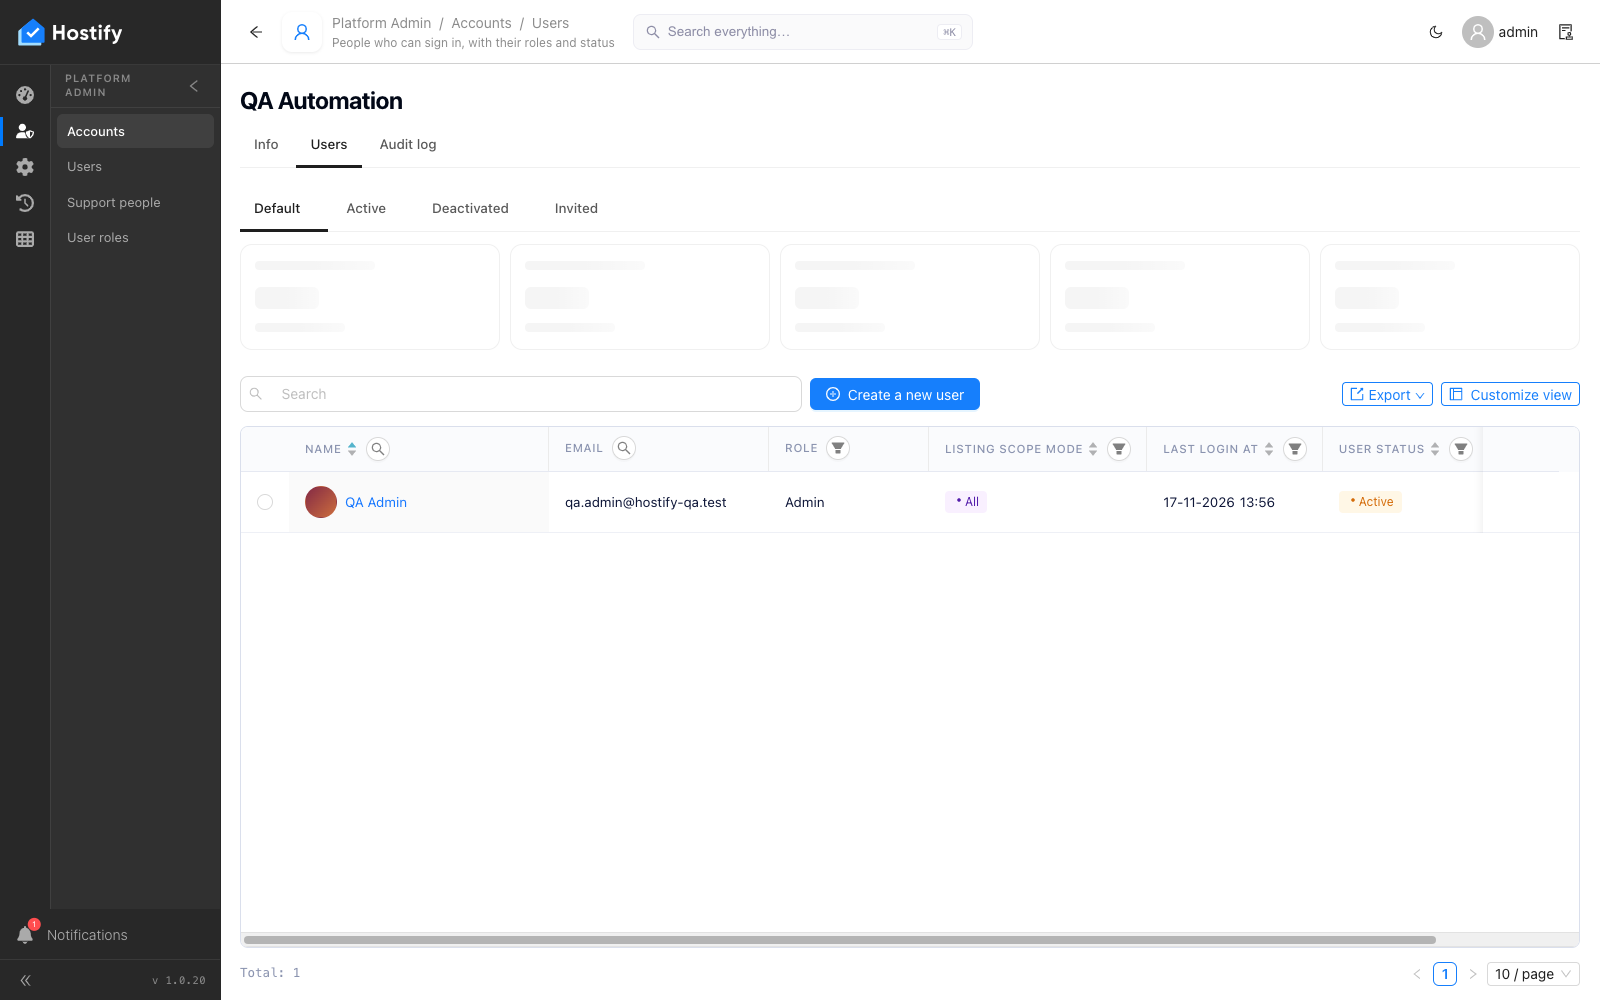 Hostify
Platform Admin / Accounts / Users
People who can sign in, with their roles and status
Search everything...
⌘K
admin
PLATFORM
ADMIN
Accounts
Users
Support people
User roles
QA Automation
Info
Users
Audit log
Default
Active
Deactivated
Invited
Search
Create a new user
Export
Customize view
NAME
EMAIL
ROLE
LISTING SCOPE MODE
LAST LOGIN AT
USER STATUS
QA Admin
qa.admin@hostify-qa.test
Admin
All
17-11-2026 13:56
Active
1
Notifications
v 1.0.20
Total: 1
1
10 / page